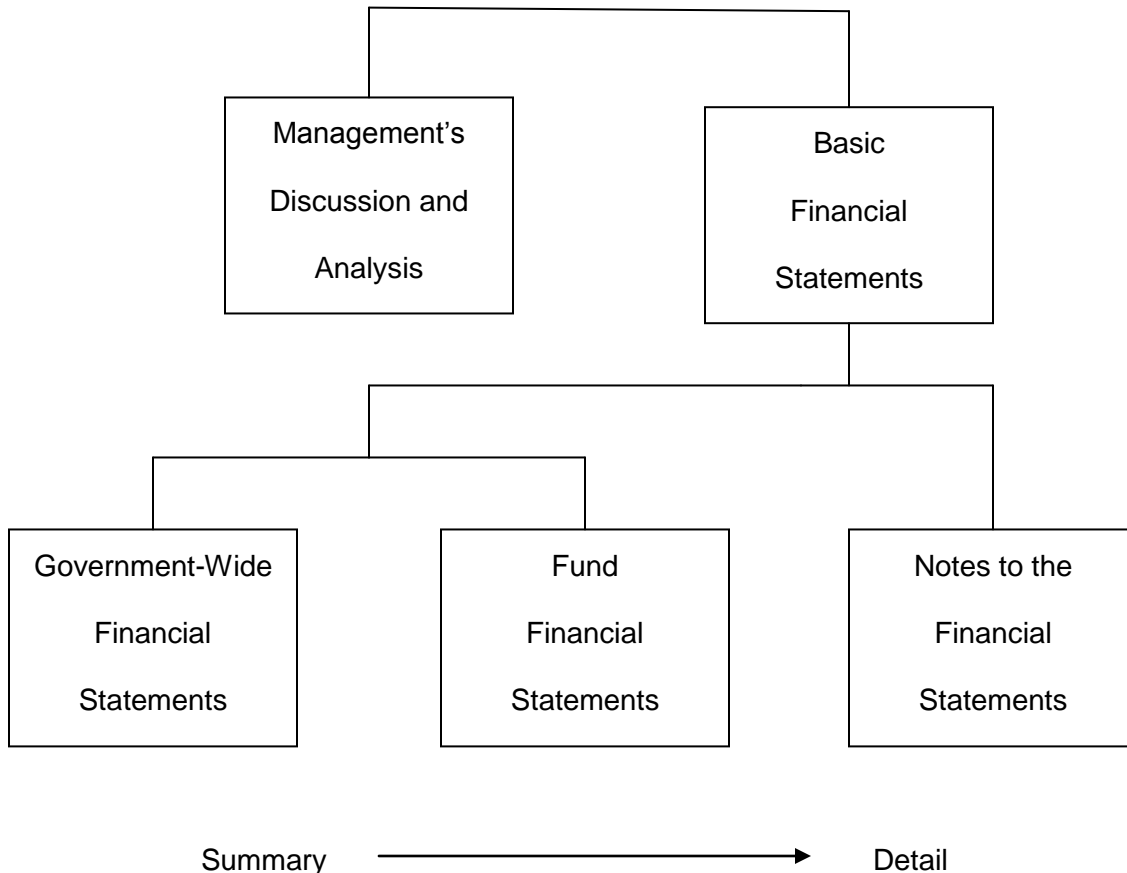 Management’s
Discussion and
Analysis
Basic
Financial
Statements
Government-Wide
Financial
Statements
Fund
Financial
Statements
Notes to the
Financial
Statements
Summary
Detail